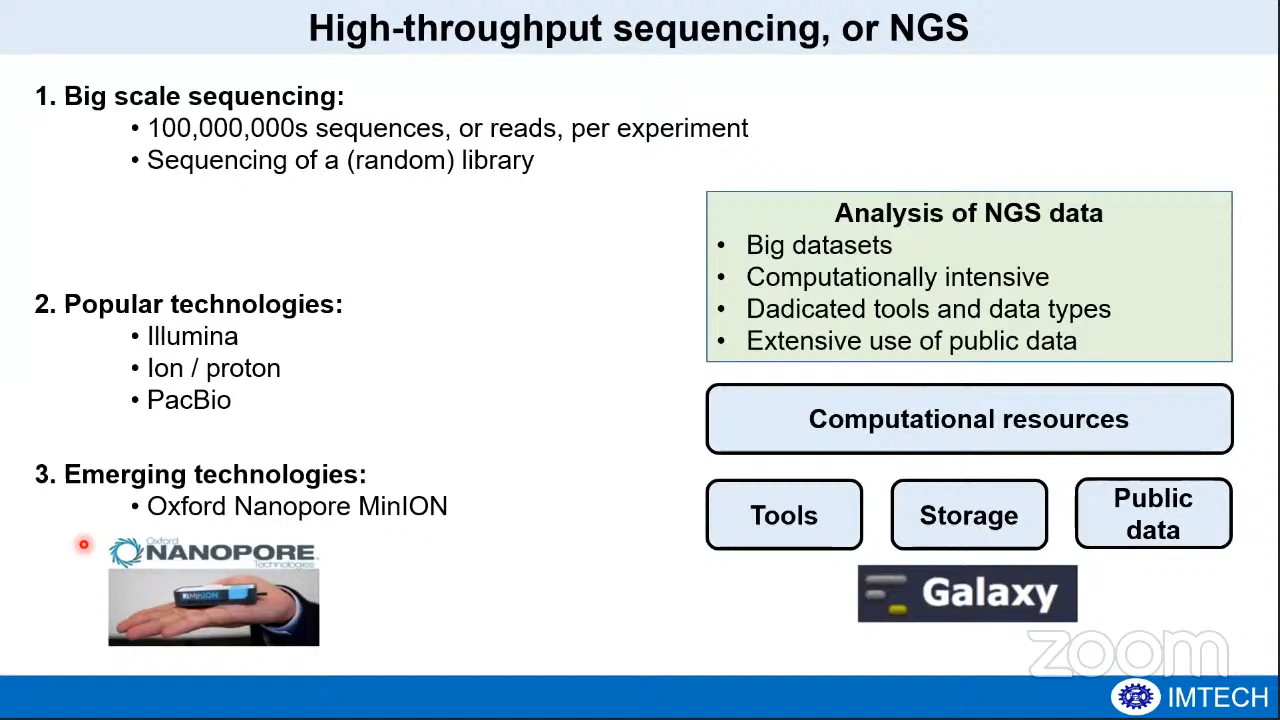 High-throughput sequencing, or NGS
1. Big scale sequencing:
• 100,000,000s sequences, or reads, per experiment
• Sequencing of a (random) library
2. Popular technologies:
• Illumina
• Ion / proton
• PacBio
3. Emerging technologies:
• Oxford Nanopore MinION
Oxford
NANOPORE
Technologies
MinION
Analysis of NGS data
• Big datasets
• Computationally intensive
• Dadicated tools and data types
• Extensive use of public data
Computational resources
Tools
Storage
Public
data
Galaxy
zoom
IMTECH